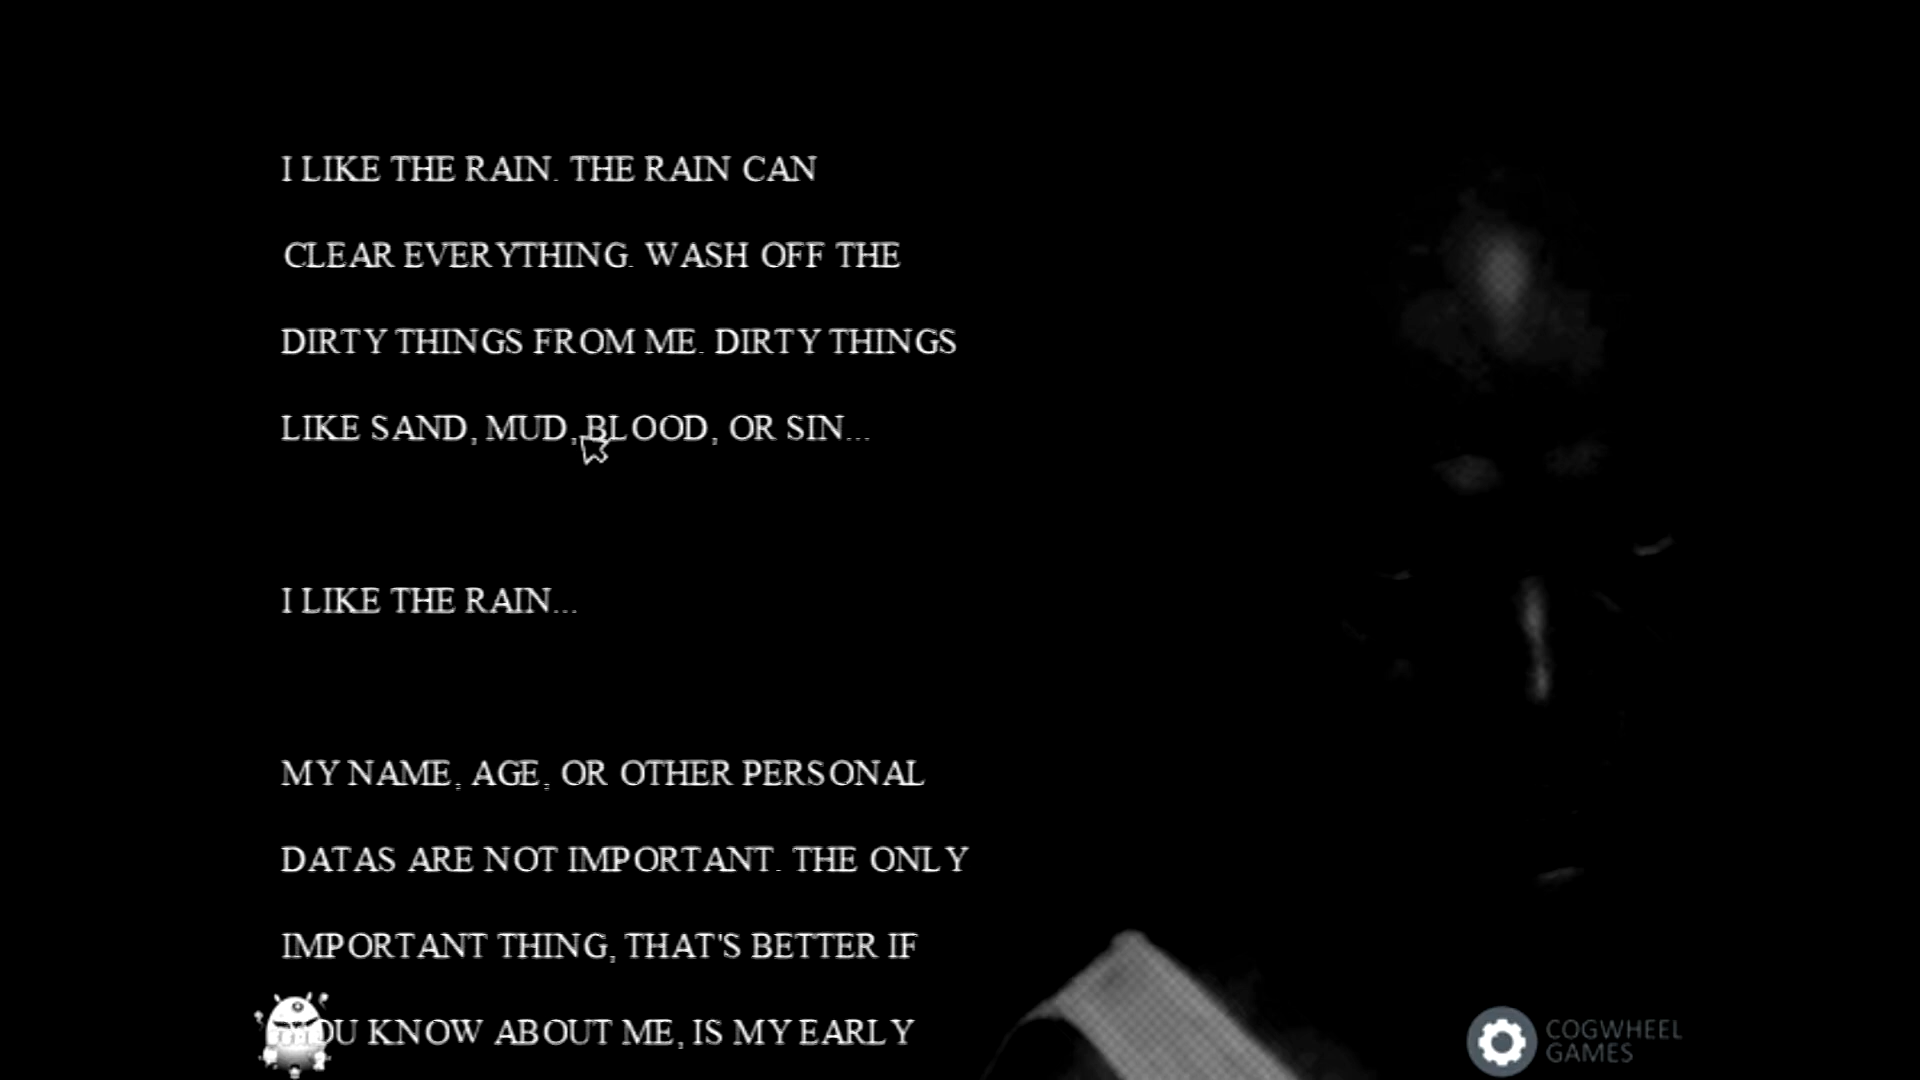 I LIKE THE RAIN. THE RAIN CAN
CLEAR EVERYTHING. WASH OFF THE
DIRTY THINGS FROM ME. DIRTY THINGS
LIKE SAND, MUD, BLOOD, OR SIN...
I LIKE THE RAIN...
MY NAME, AGE, OR OTHER PERSONAL
DATAS ARE NOT IMPORTANT. THE ONLY
IMPORTANT THING, THAT'S BETTER IF
YOU KNOW ABOUT ME, IS MY EARLY
COGWHEEL
GAMES